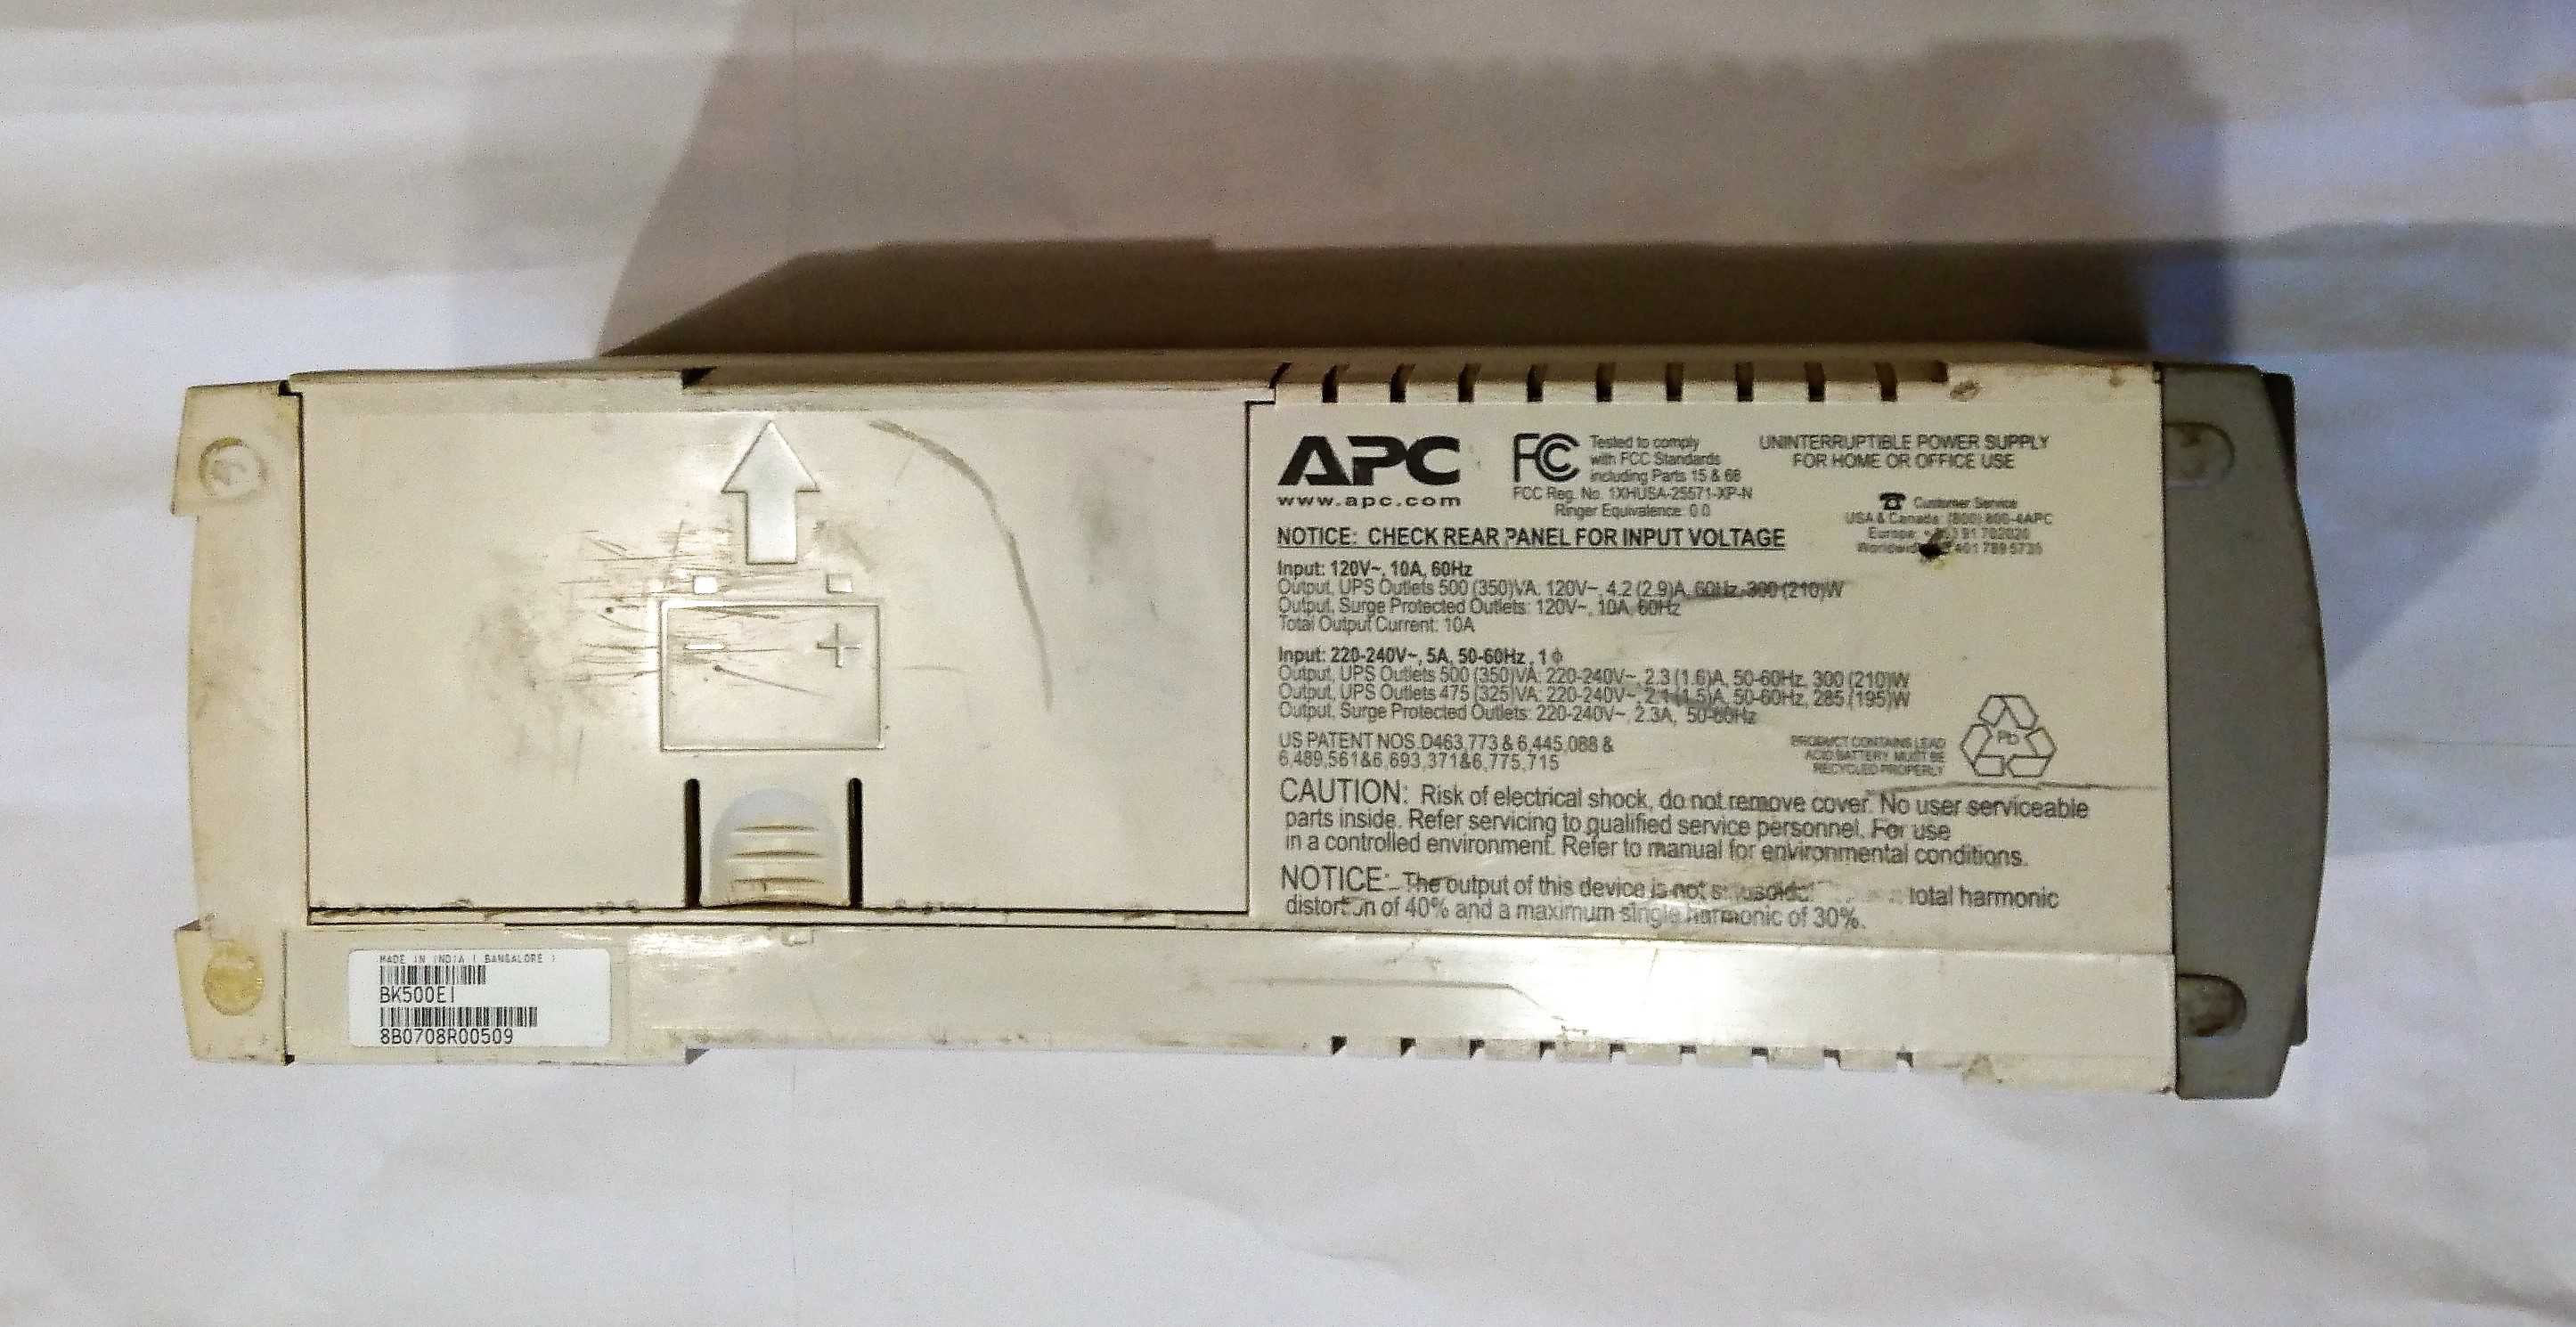 APC
www.apc.com
FC
Tested to comply
with FCC Standards
including Parts 15 & 68
FCC Reg. No. 1XHUSA-25571-XP-N
Ringer Equivalence: 0.0
UNINTERRUPTIBLE POWER SUPPLY
FOR HOME OR OFFICE USE
Customer Service
USA & Canada: (800) 800-4APC
Europe:
NOTICE: CHECK REAR PANEL FOR INPUT VOLTAGE
Input: 120V~, 10A, 60Hz
Output, UPS Outlets 500 (350)VA: 120V~, 4.2 (2.9)A, 60Hz, 300 (210)W
Output, Surge Protected Outlets: 120V~, 10A, 60Hz
Total Output Current: 10A
Input: 220-240V~, 5A, 50-60Hz , 1 ϕ
Output, UPS Outlets 500 (350)VA: 220-240V~, 2.3 (1.6)A, 50-60Hz, 300 (210)W
Output, UPS Outlets 475 (325)VA: 220-240V~, 2.1 (1.5)A, 50-60Hz, 285 (195)W
Output, Surge Protected Outlets: 220-240V~, 2.3A, 50-60Hz
US PATENT NOS.D463,773 & 6,445,088 &
6,489,561&6,693,371&6,775,715
PRODUCT CONTAINS LEAD
ACID BATTERY. MUST BE
RECYCLED PROPERLY
Pb
CAUTION: Risk of electrical shock, do not remove cover. No user serviceable
parts inside. Refer servicing to qualified service personnel. For use
in a controlled environment. Refer to manual for environmental conditions.
NOTICE: The output of this device is not total harmonic
distortion of 40% and a maximum single harmonic of 30%.
MADE IN INDIA ( BANGALORE )
BK500EI
8B0708R00509